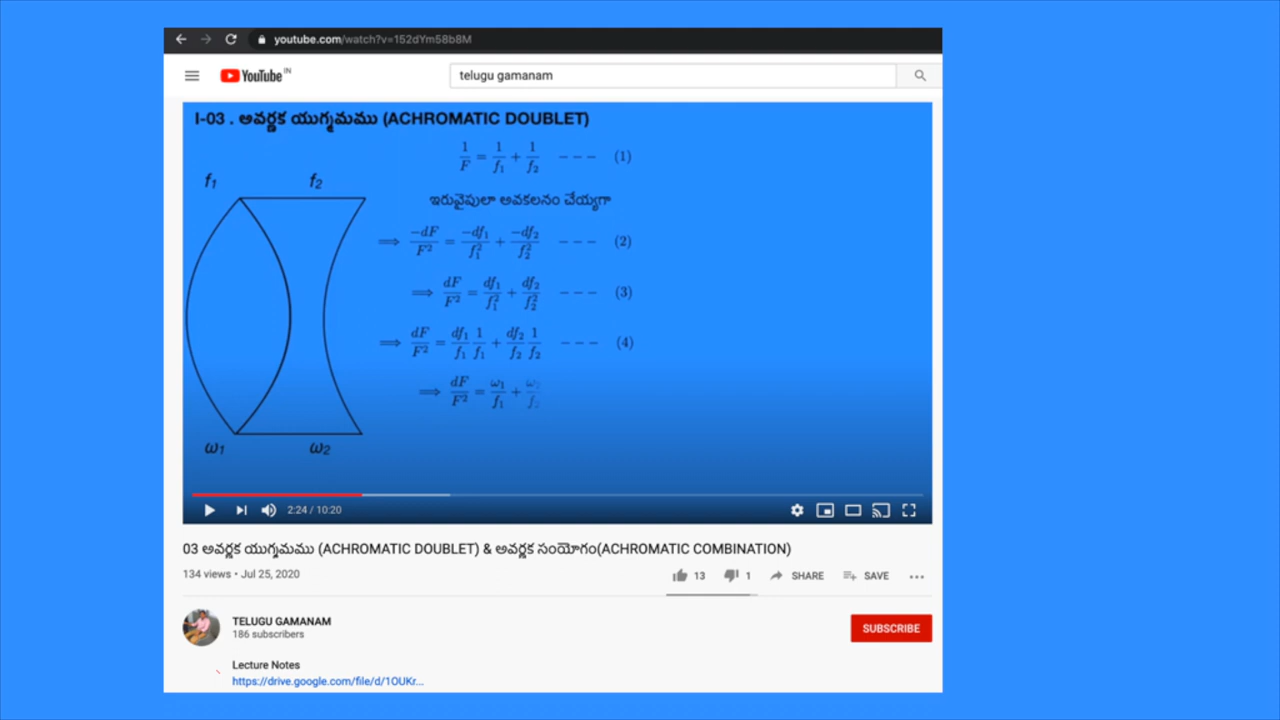 youtube.com/watch?v=152dYm58b8M
YouTube IN
telugu gamanam
I-03 . అవర్ణక యుగ్మమము (ACHROMATIC DOUBLET)
1/F = 1/f₁ + 1/f₂ --- (1)
f₁ f₂
ఇరువైపులా అవకలనం చేయ్యగా
⟹ -dF/F² = -df₁/f₁² + -df₂/f₂² --- (2)
⟹ dF/F² = df₁/f₁² + df₂/f₂² --- (3)
⟹ dF/F² = df₁/f₁ 1/f₁ + df₂/f₂ 1/f₂ --- (4)
⟹ dF/F² = ω₁/f₁ + ω₂/f₂
ω₁ ω₂
2:24 / 10:20
03 అవర్ణక యుగ్మమము (ACHROMATIC DOUBLET) & అవర్ణక సంయోగం(ACHROMATIC COMBINATION)
134 views • Jul 25, 2020
13 1 SHARE SAVE
TELUGU GAMANAM
186 subscribers
SUBSCRIBE
Lecture Notes
https://drive.google.com/file/d/1OUKr...